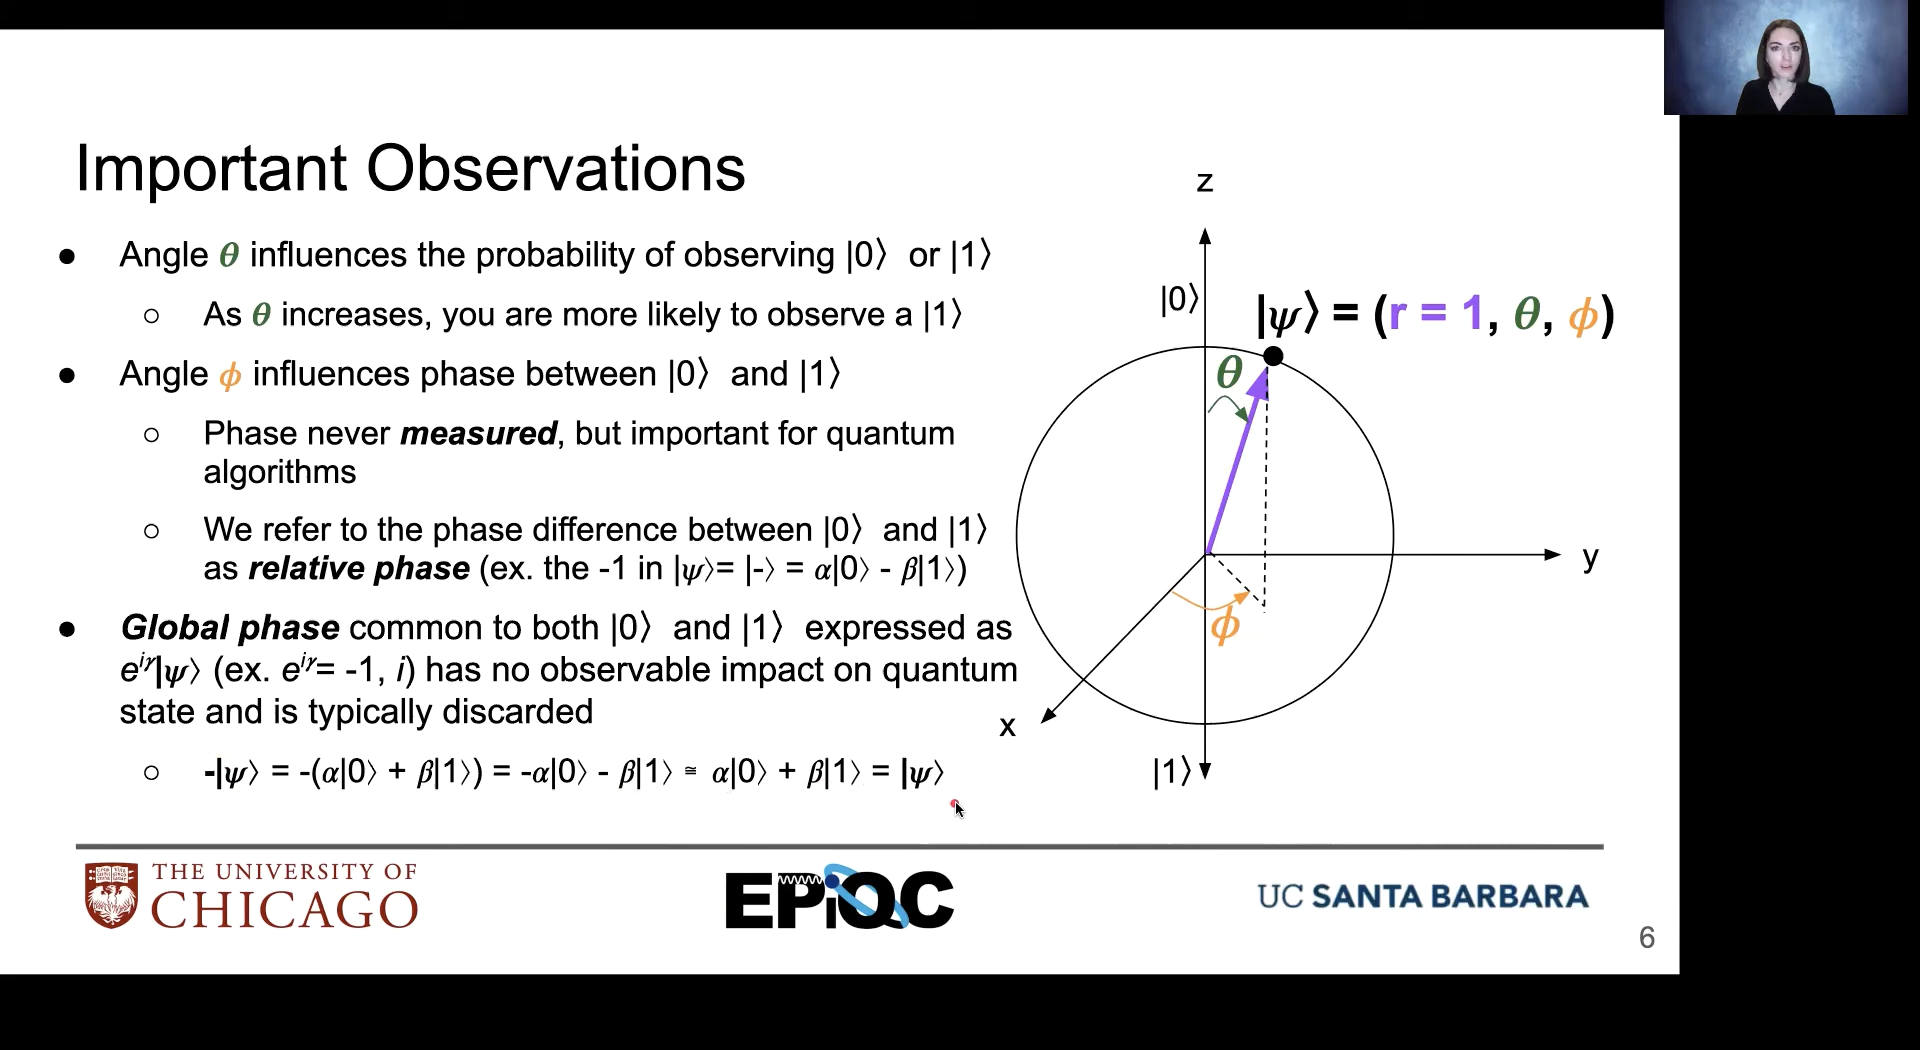 Important Observations
● Angle θ influences the probability of observing |0⟩ or |1⟩
○ As θ increases, you are more likely to observe a |1⟩
● Angle ϕ influences phase between |0⟩ and |1⟩
○ Phase never measured, but important for quantum
algorithms
○ We refer to the phase difference between |0⟩ and |1⟩
as relative phase (ex. the -1 in |ψ⟩= |-⟩ = α|0⟩ - β|1⟩)
● Global phase common to both |0⟩ and |1⟩ expressed as
e^{iγ}|ψ⟩ (ex. e^{iγ}= -1, i) has no observable impact on quantum
state and is typically discarded
○ -|ψ⟩ = -(α|0⟩ + β|1⟩) = -α|0⟩ - β|1⟩ ≅ α|0⟩ + β|1⟩ = |ψ⟩
z
|0⟩
|ψ⟩ = (r = 1, θ, ϕ)
θ
y
ϕ
x
|1⟩
THE UNIVERSITY OF
CHICAGO
EPiQC
UC SANTA BARBARA
6